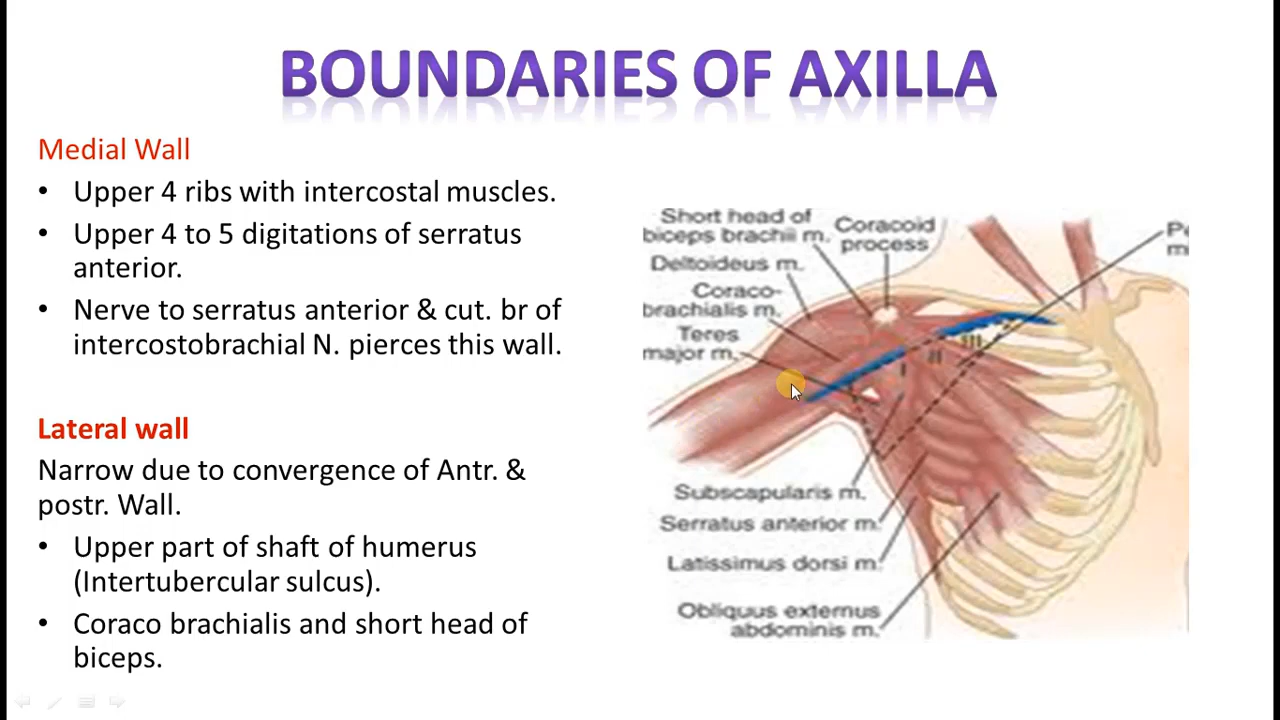 BOUNDARIES OF AXILLA
Medial Wall
• Upper 4 ribs with intercostal muscles.
• Upper 4 to 5 digitations of serratus
anterior.
• Nerve to serratus anterior & cut. br of
intercostobrachial N. pierces this wall.
Lateral wall
Narrow due to convergence of Antr. &
postr. Wall.
• Upper part of shaft of humerus
(Intertubercular sulcus).
• Coraco brachialis and short head of
biceps.
Short head of
biceps brachii m.
Coracoid
process
Deltoideus m.
Coraco-
brachialis m.
Teres
major m.
I
II
III
Subscapularis m.
Serratus anterior m.
Latissimus dorsi m.
Obliquus externus
abdominis m.